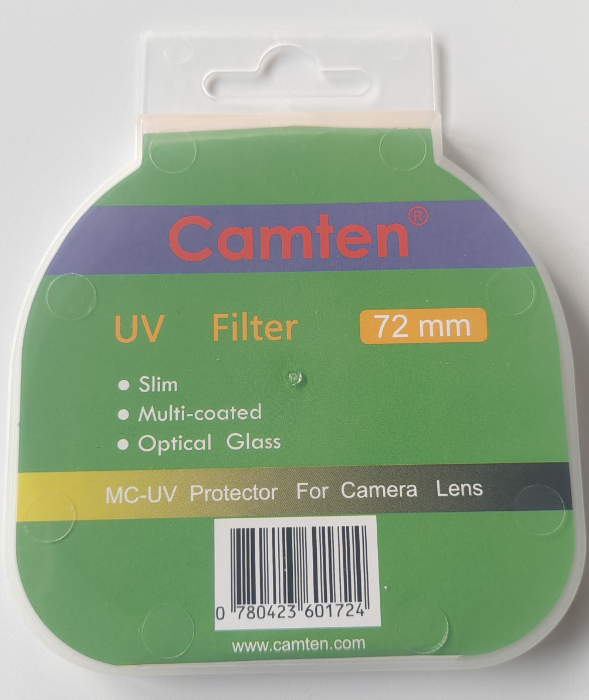 Camten®
UV Filter 72 mm
● Slim
● Multi-coated
● Optical Glass
MC-UV Protector For Camera Lens
0 780423 601724
www.camten.com